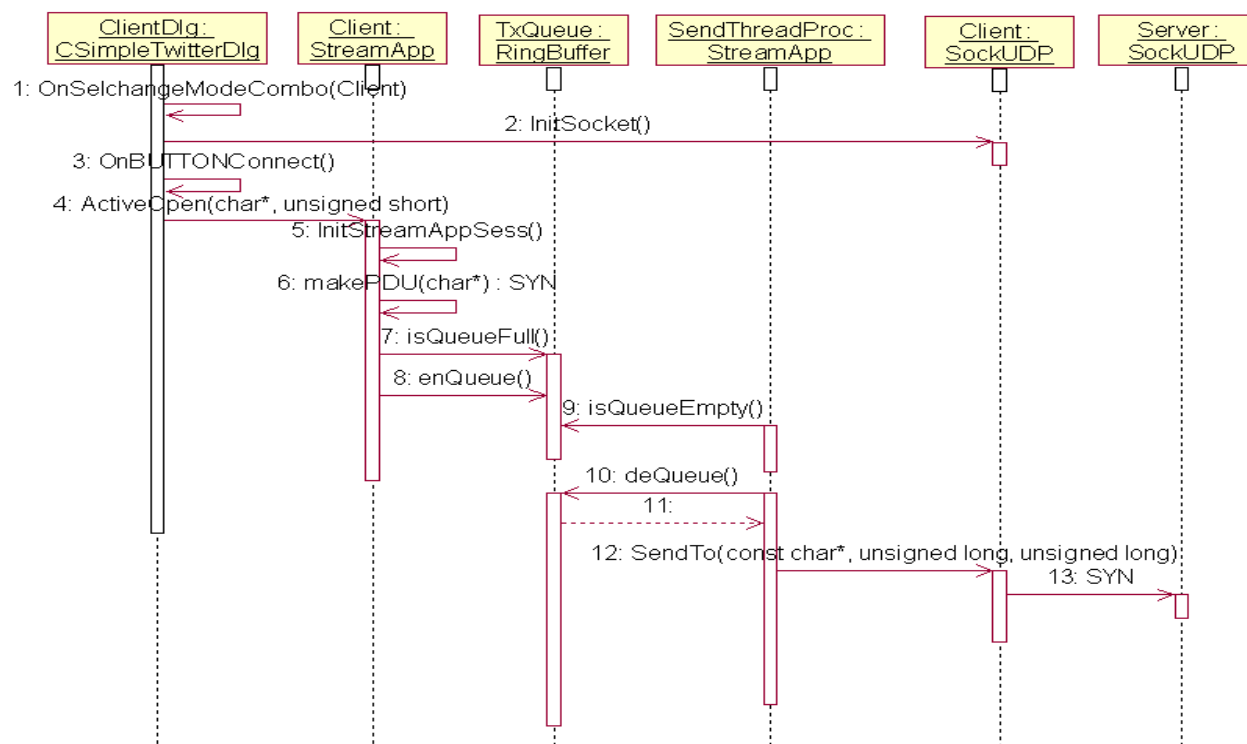 ClientDlg :
CSimpleTwitterDlg
Client :
StreamApp
TxQueue :
RingBuffer
SendThreadProc :
StreamApp
Client :
SockUDP
Server :
SockUDP
1: OnSelchangeModeCombo(Client)
2: InitSocket()
3: OnBUTTONConnect()
4: ActiveOpen(char*, unsigned short)
5: InitStreamAppSess()
6: makePDU(char*) : SYN
7: isQueueFull()
8: enQueue()
9: isQueueEmpty()
10: deQueue()
11:
12: SendTo(const char*, unsigned long, unsigned long)
13: SYN